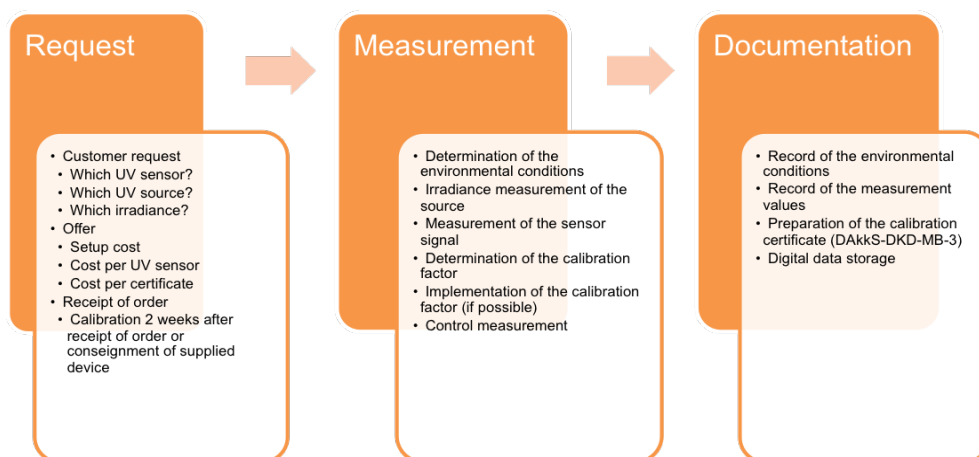 Request
• Customer request
• Which UV sensor?
• Which UV source?
• Which irradiance?
• Offer
• Setup cost
• Cost per UV sensor
• Cost per certificate
• Receipt of order
• Calibration 2 weeks after
receipt of order or
conseignment of supplied
device
Measurement
• Determination of the
environmental conditions
• Irradiance measurement of the
source
• Measurement of the sensor
signal
• Determination of the calibration
factor
• Implementation of the calibration
factor (if possible)
• Control measurement
Documentation
• Record of the environmental
conditions
• Record of the measurement
values
• Preparation of the calibration
certificate (DAkkS-DKD-MB-3)
• Digital data storage